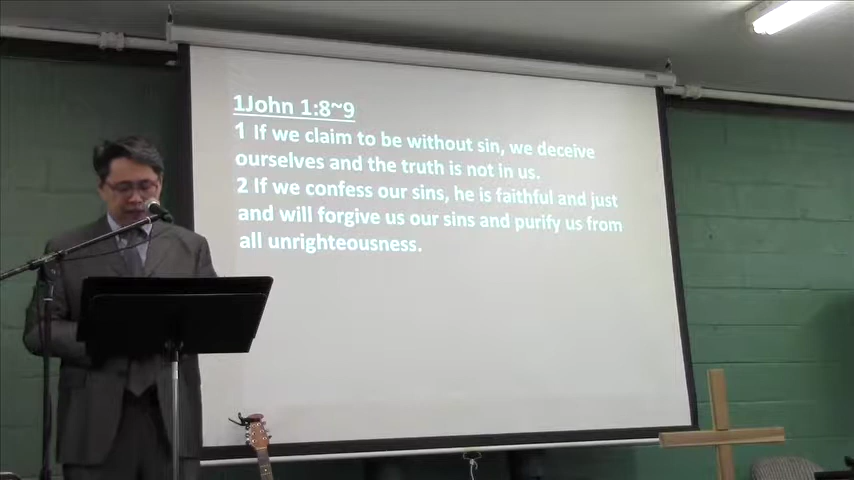 1John 1:8~9
1 If we claim to be without sin, we deceive
ourselves and the truth is not in us.
2 If we confess our sins, he is faithful and just
and will forgive us our sins and purify us from
all unrighteousness.